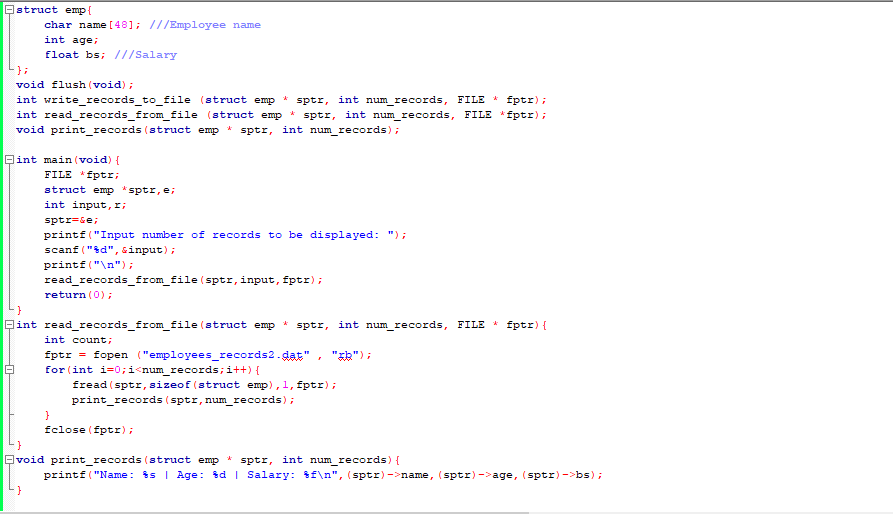 struct emp{
    char name[48]; ///Employee name
    int age;
    float bs; ///Salary
};
void flush(void);
int write_records_to_file (struct emp * sptr, int num_records, FILE * fptr);
int read_records_from_file (struct emp * sptr, int num_records, FILE *fptr);
void print_records(struct emp * sptr, int num_records);

int main(void){
    FILE *fptr;
    struct emp *sptr,e;
    int input,r;
    sptr=&e;
    printf("Input number of records to be displayed: ");
    scanf("%d",&input);
    printf("\n");
    read_records_from_file(sptr,input,fptr);
    return(0);
}
int read_records_from_file(struct emp * sptr, int num_records, FILE * fptr){
    int count;
    fptr = fopen ("employees_records2.dat" , "rb");
    for(int i=0;i<num_records;i++){
        fread(sptr,sizeof(struct emp),1,fptr);
        print_records(sptr,num_records);
    }
    fclose(fptr);
}
void print_records(struct emp * sptr, int num_records){
    printf("Name: %s | Age: %d | Salary: %f\n",(sptr)->name,(sptr)->age,(sptr)->bs);
}